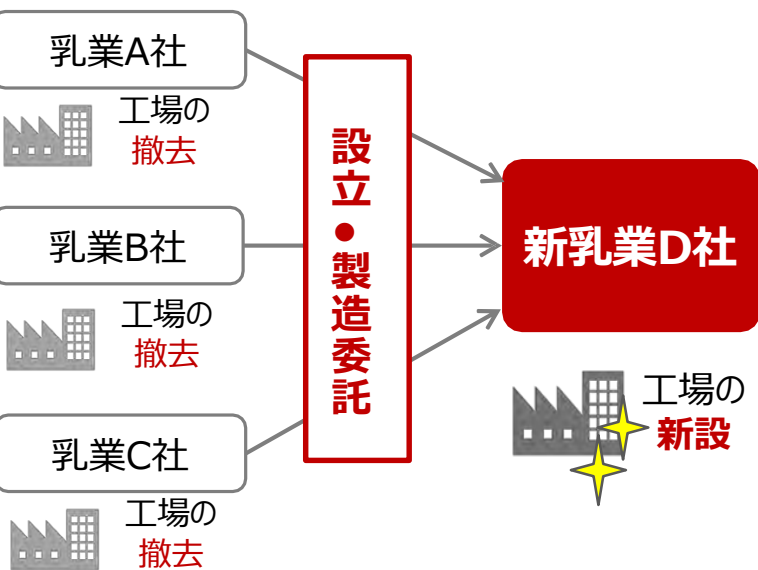 乳業A社
工場の
撤去
乳業B社
工場の
撤去
乳業C社
工場の
撤去
設立・製造委託
新乳業D社
工場の
新設